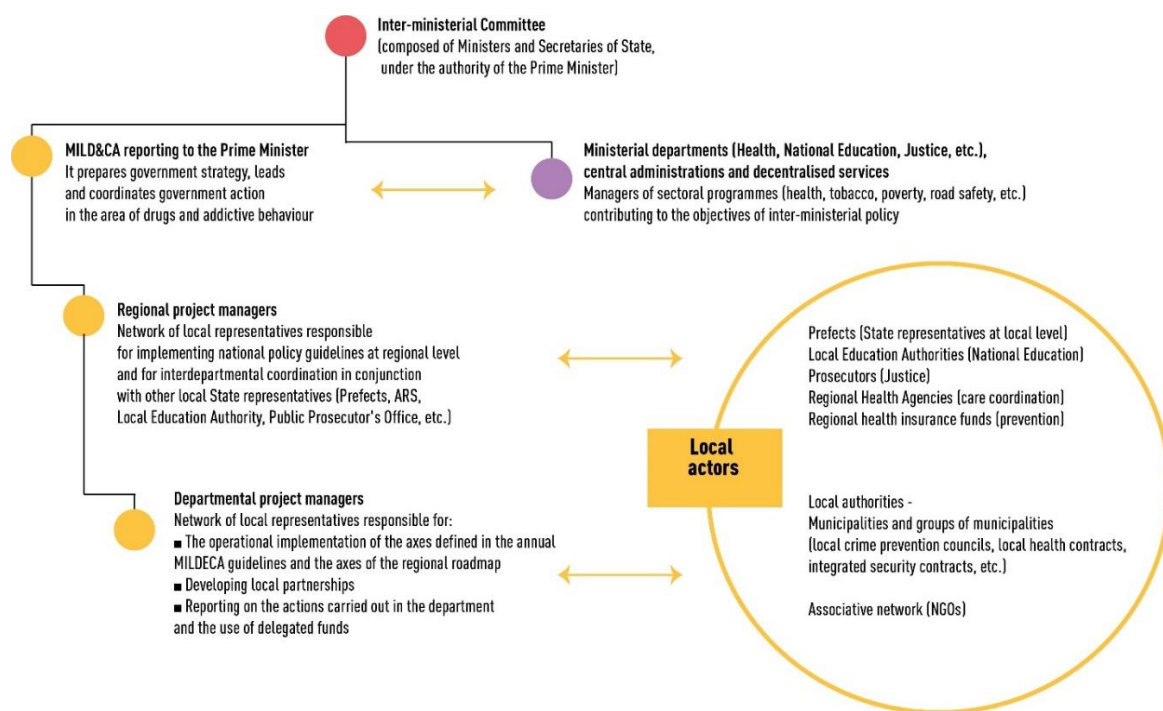 Inter-ministerial Committee
(composed of Ministers and Secretaries of State,
under the authority of the Prime Minister)
MILD&CA reporting to the Prime Minister
It prepares government strategy, leads
and coordinates government action
in the area of drugs and addictive behaviour
Ministerial departments (Health, National Education, Justice, etc.),
central administrations and decentralised services
Managers of sectoral programmes (health, tobacco, poverty, road safety, etc.)
contributing to the objectives of inter-ministerial policy
Regional project managers
Network of local representatives responsible
for implementing national policy guidelines at regional level
and for interdepartmental coordination in conjunction
with other local State representatives (Prefects, ARS,
Local Education Authority, Public Prosecutor's Office, etc.)
Prefects (State representatives at local level)
Local Education Authorities (National Education)
Prosecutors (Justice)
Regional Health Agencies (care coordination)
Regional health insurance funds (prevention)
Local
actors
Departmental project managers
Network of local representatives responsible for:
■ The operational implementation of the axes defined in the annual
MILDECA guidelines and the axes of the regional roadmap
■ Developing local partnerships
■ Reporting on the actions carried out in the department
and the use of delegated funds
Local authorities -
Municipalities and groups of municipalities
(local crime prevention councils, local health contracts,
integrated security contracts, etc.)
Associative network (NGOs)